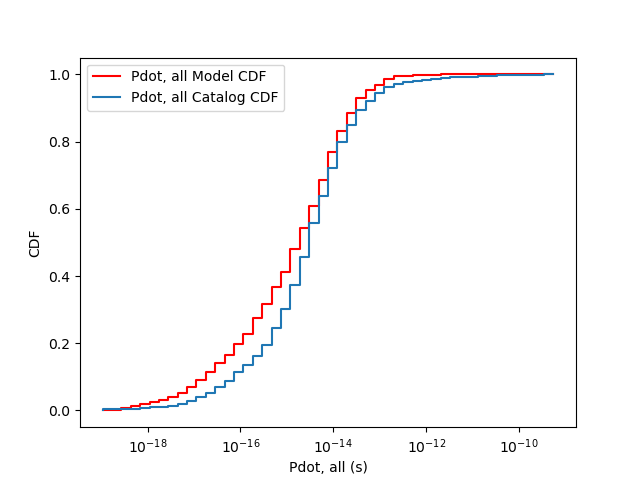 Pdot, all Model CDF
Pdot, all Catalog CDF
1.0
0.8
0.6
0.4
0.2
0.0
CDF
10⁻¹⁸ 10⁻¹⁶ 10⁻¹⁴ 10⁻¹² 10⁻¹⁰
Pdot, all (s)